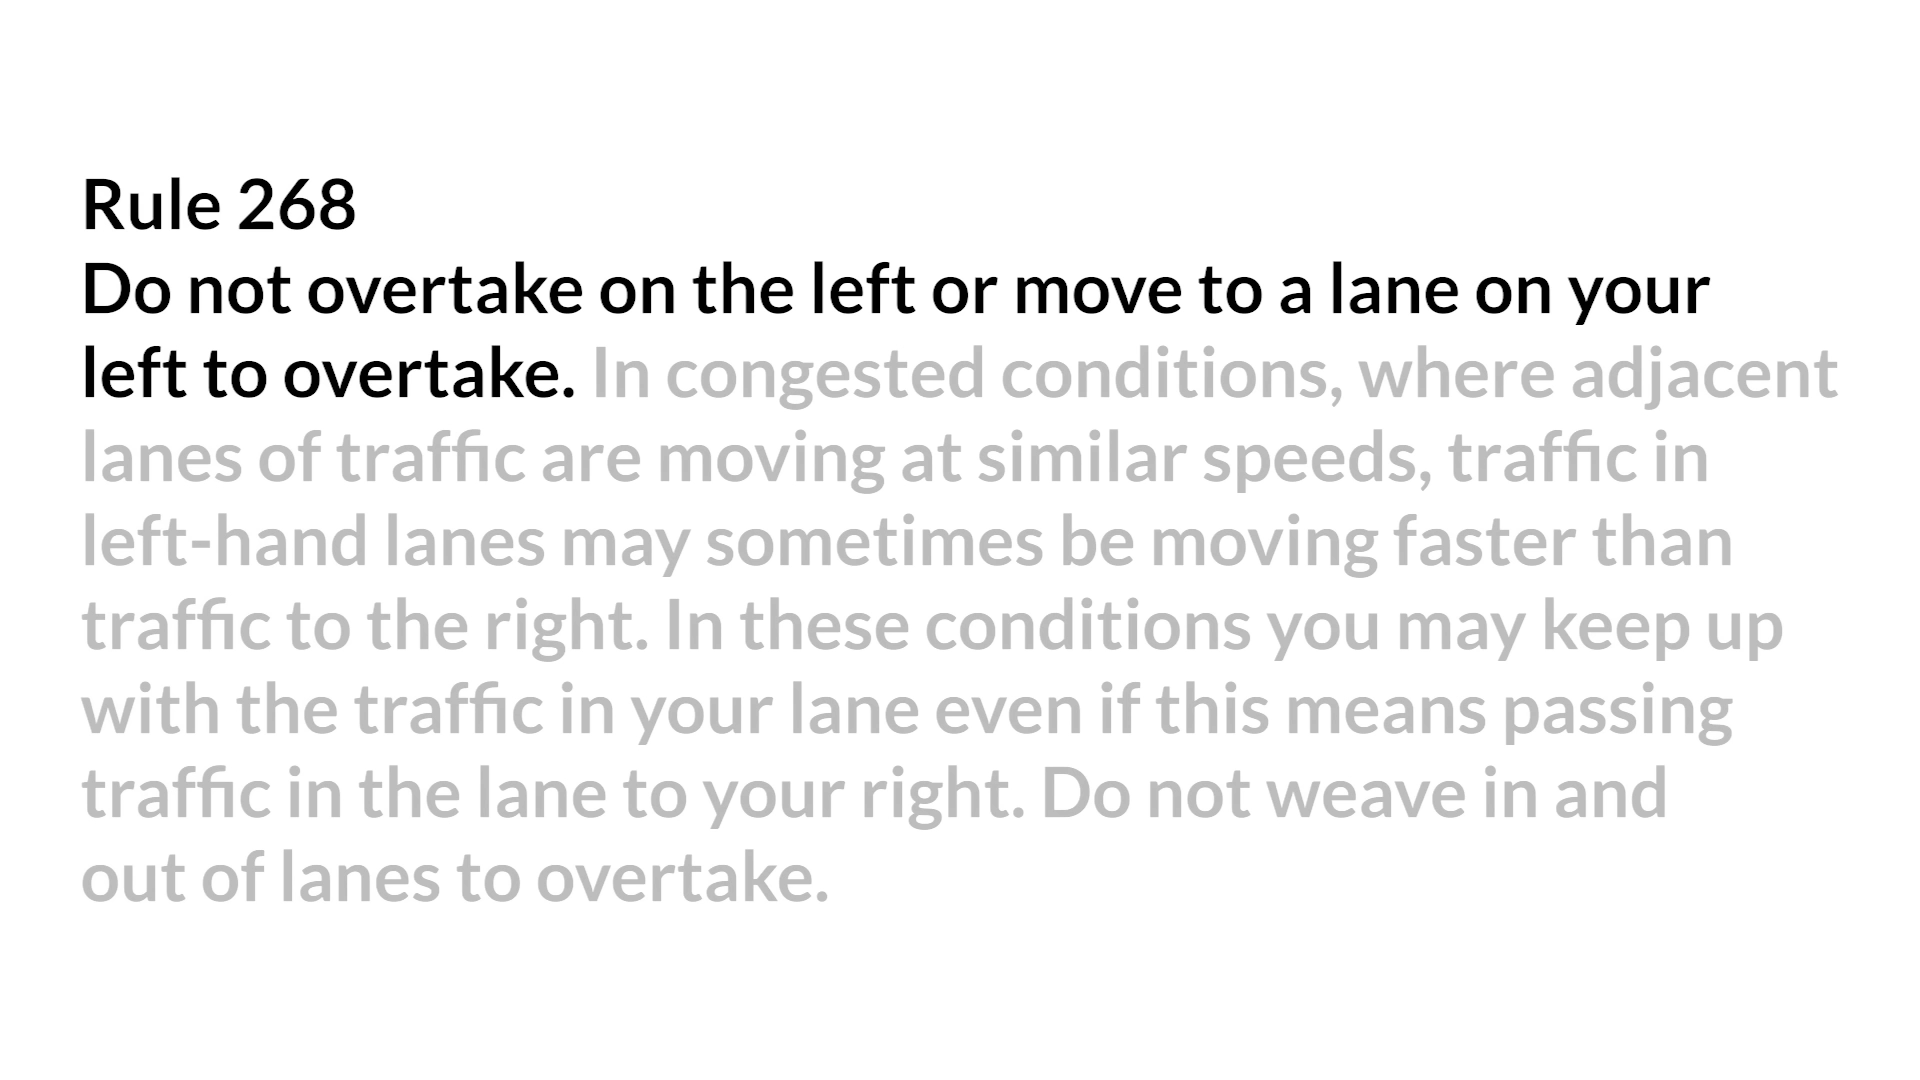 Rule 268
Do not overtake on the left or move to a lane on your
left to overtake. In congested conditions, where adjacent
lanes of traffic are moving at similar speeds, traffic in
left-hand lanes may sometimes be moving faster than
traffic to the right. In these conditions you may keep up
with the traffic in your lane even if this means passing
traffic in the lane to your right. Do not weave in and
out of lanes to overtake.